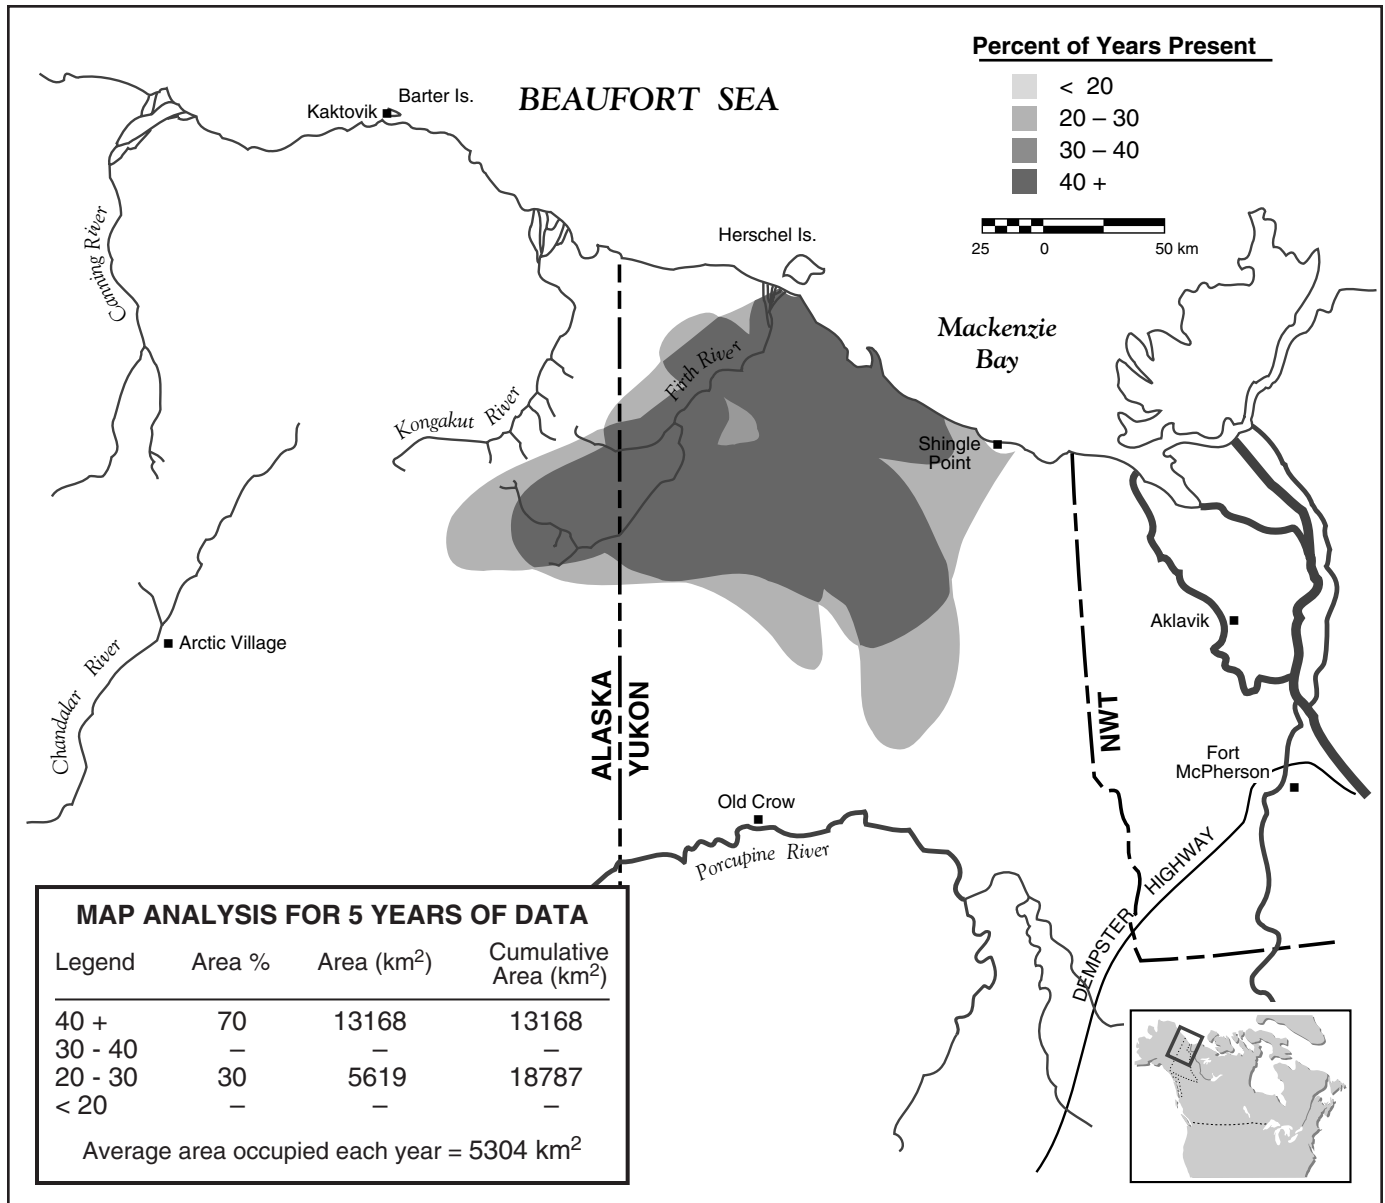 Percent of Years Present
< 20
20 – 30
30 – 40
40 +
25 0 50 km
BEAUFORT SEA
Barter Is.
Kaktovik
Herschel Is.
Canning River
Mackenzie
Bay
Firth River
Kongakut River
Shingle
Point
Aklavik
Arctic Village
Chandalar River
ALASKA
YUKON
NWT
Fort
McPherson
Old Crow
Porcupine River
DEMPSTER HIGHWAY
MAP ANALYSIS FOR 5 YEARS OF DATA
Legend Area % Area (km²) Cumulative
Area (km²)
40 + 70 13168 13168
30 - 40 – – –
20 - 30 30 5619 18787
< 20 – – –
Average area occupied each year = 5304 km²